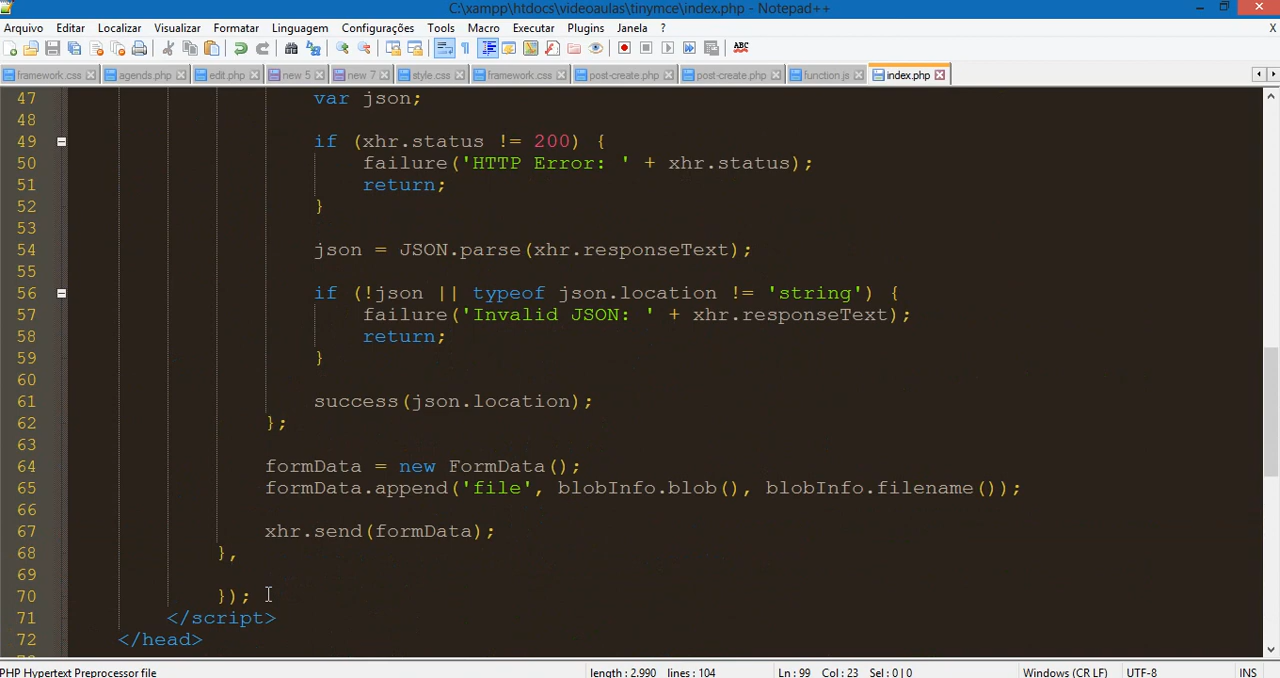 C:\xampp\htdocs\videoaulas\tinymce\index.php - Notepad++
Arquivo Editar Localizar Visualizar Formatar Linguagem Configurações Tools Macro Executar Plugins Janela ? X
framework.css agends.php edit.php new 5 new 7 style.css framework.css post-create.php post-create.php function js index.php
47 var json;
48
49 if (xhr.status != 200) {
50 failure('HTTP Error: ' + xhr.status);
51 return;
52 }
53
54 json = JSON.parse(xhr.responseText);
55
56 if (!json || typeof json.location != 'string') {
57 failure('Invalid JSON: ' + xhr.responseText);
58 return;
59 }
60
61 success(json.location);
62 };
63
64 formData = new FormData();
65 formData.append('file', blobInfo.blob(), blobInfo.filename());
66
67 xhr.send(formData);
68 },
69
70 });
71 </script>
72 </head>
PHP Hypertext Preprocessor file length : 2.990 lines : 104 Ln : 99 Col : 23 Sel : 0 | 0 Windows (CR LF) UTF-8 INS